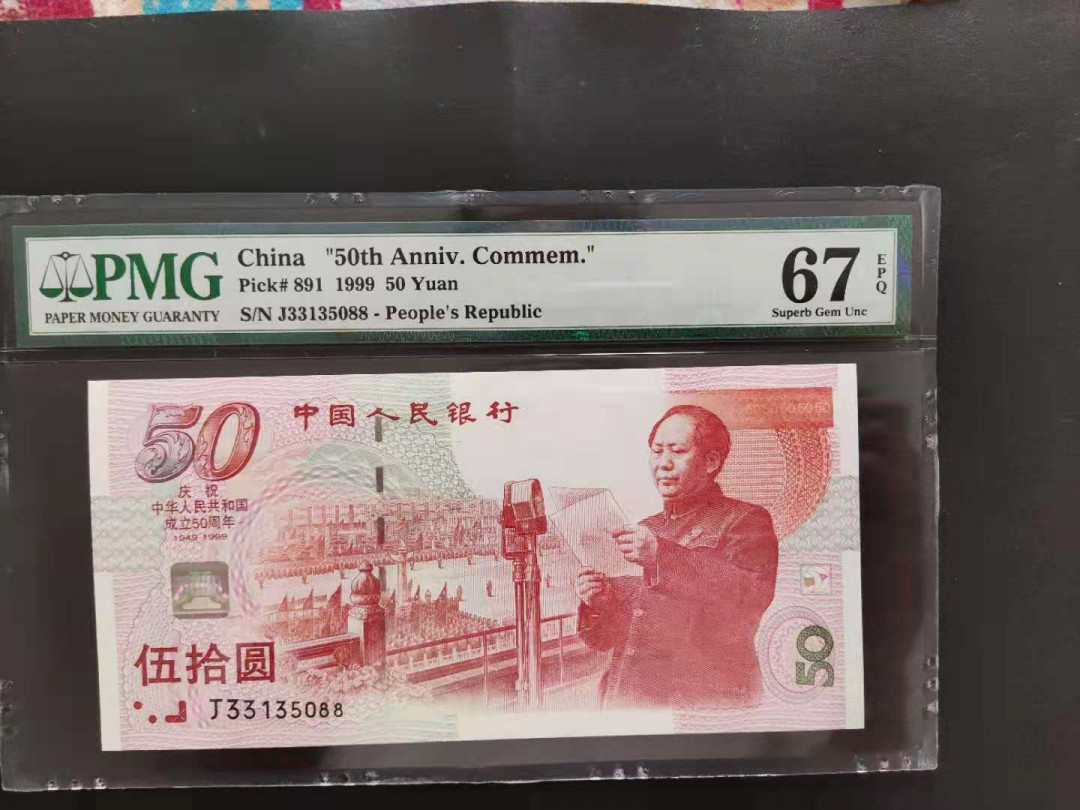 PMG
PAPER MONEY GUARANTY
China "50th Anniv. Commem."
Pick# 891 1999 50 Yuan
S/N J33135088 - People's Republic
67
EPQ
Superb Gem Unc
50
中国人民银行
庆祝
中华人民共和国
成立50周年
1949-1999
伍拾圆
J33135088
50